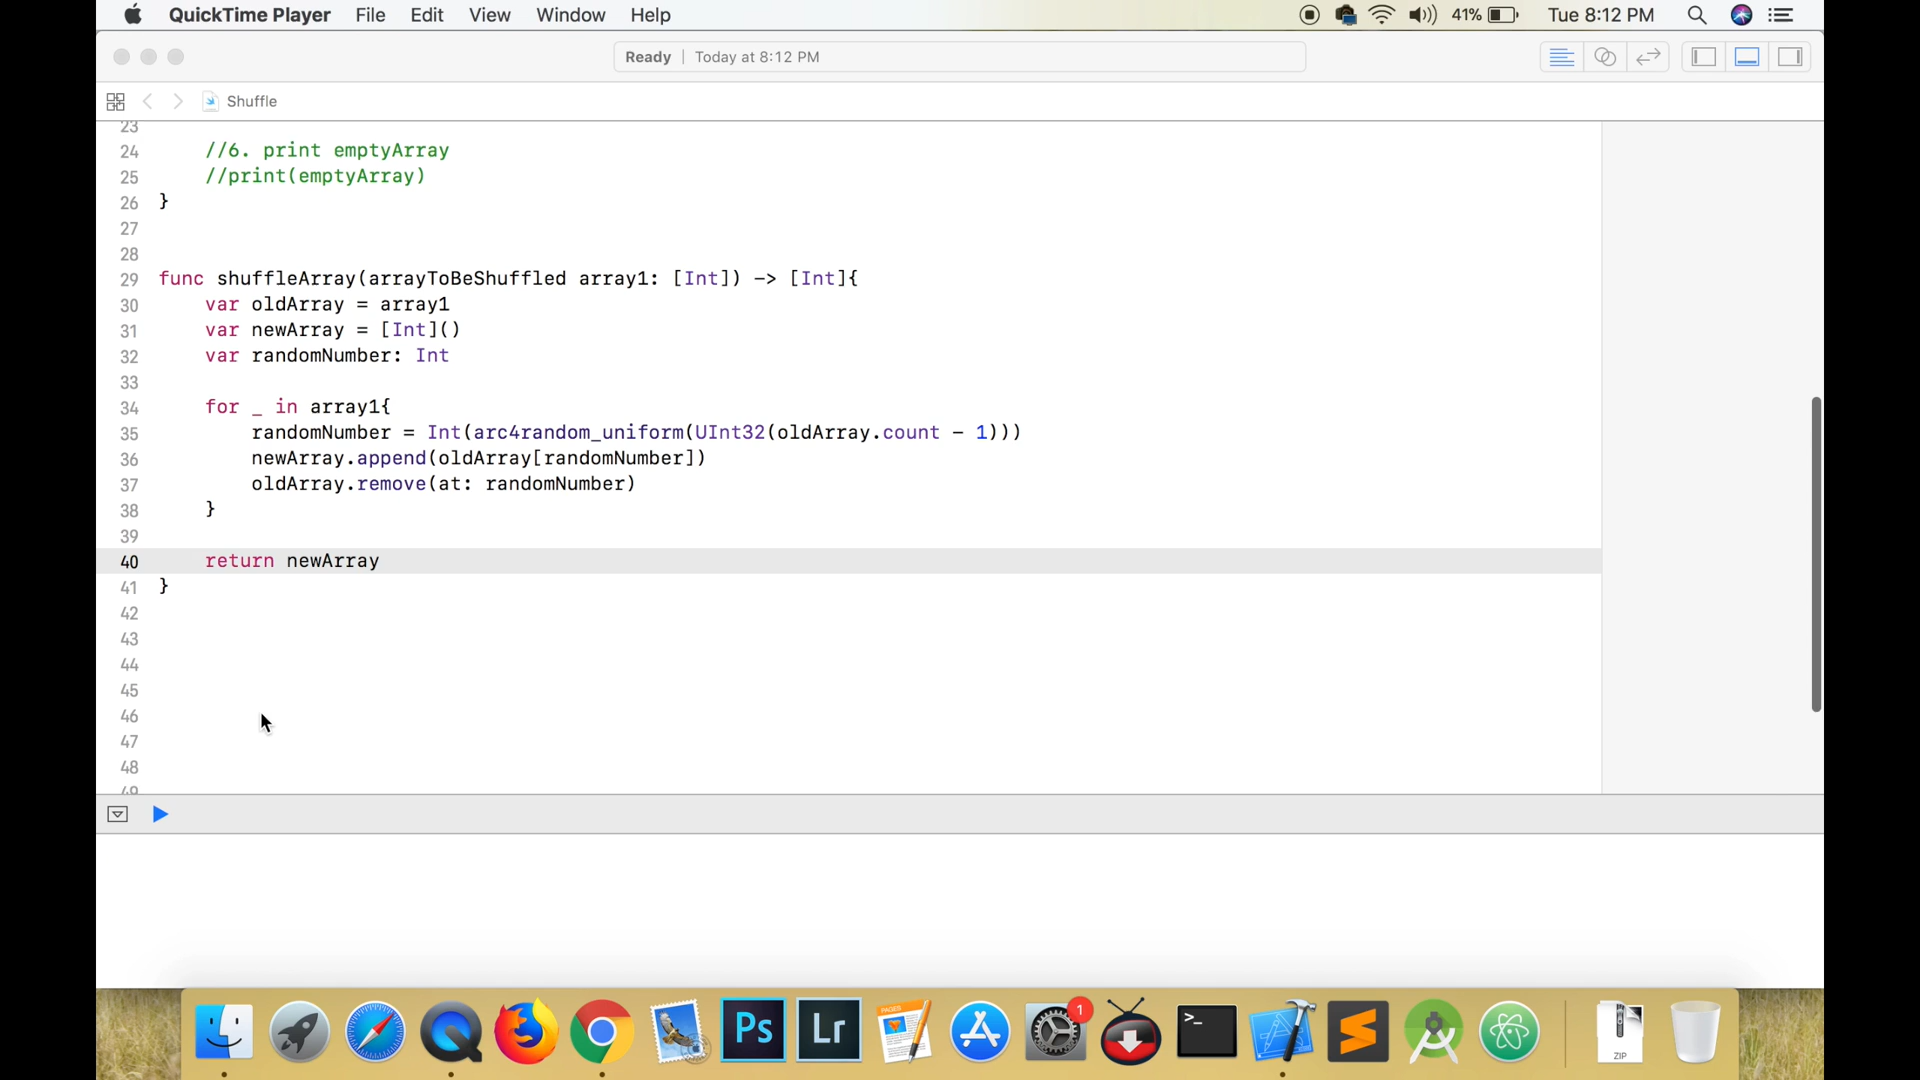 QuickTime Player File Edit View Window Help 41% Tue 8:12 PM
Ready | Today at 8:12 PM
Shuffle
23
24 //6. print emptyArray
25 //print(emptyArray)
26 }
27
28
29 func shuffleArray(arrayToBeShuffled array1: [Int]) -> [Int]{
30 var oldArray = array1
31 var newArray = [Int]()
32 var randomNumber: Int
33
34 for _ in array1{
35 randomNumber = Int(arc4random_uniform(UInt32(oldArray.count - 1)))
36 newArray.append(oldArray[randomNumber])
37 oldArray.remove(at: randomNumber)
38 }
39
40 return newArray
41 }
42
43
44
45
46
47
48
49
Ps Lr PAGES 1 >_ ZIP